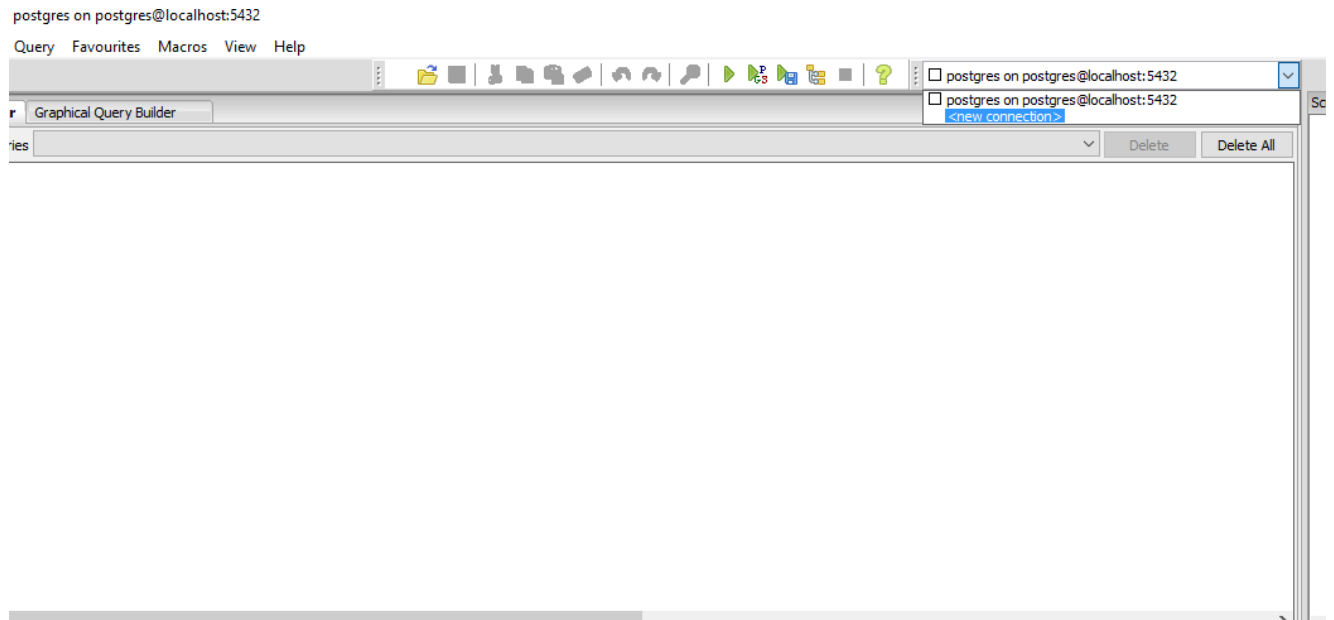 postgres on postgres@localhost:5432
Query Favourites Macros View Help
postgres on postgres@localhost:5432
postgres on postgres@localhost:5432
<new connection>
r Graphical Query Builder
Sc
ries Delete Delete All